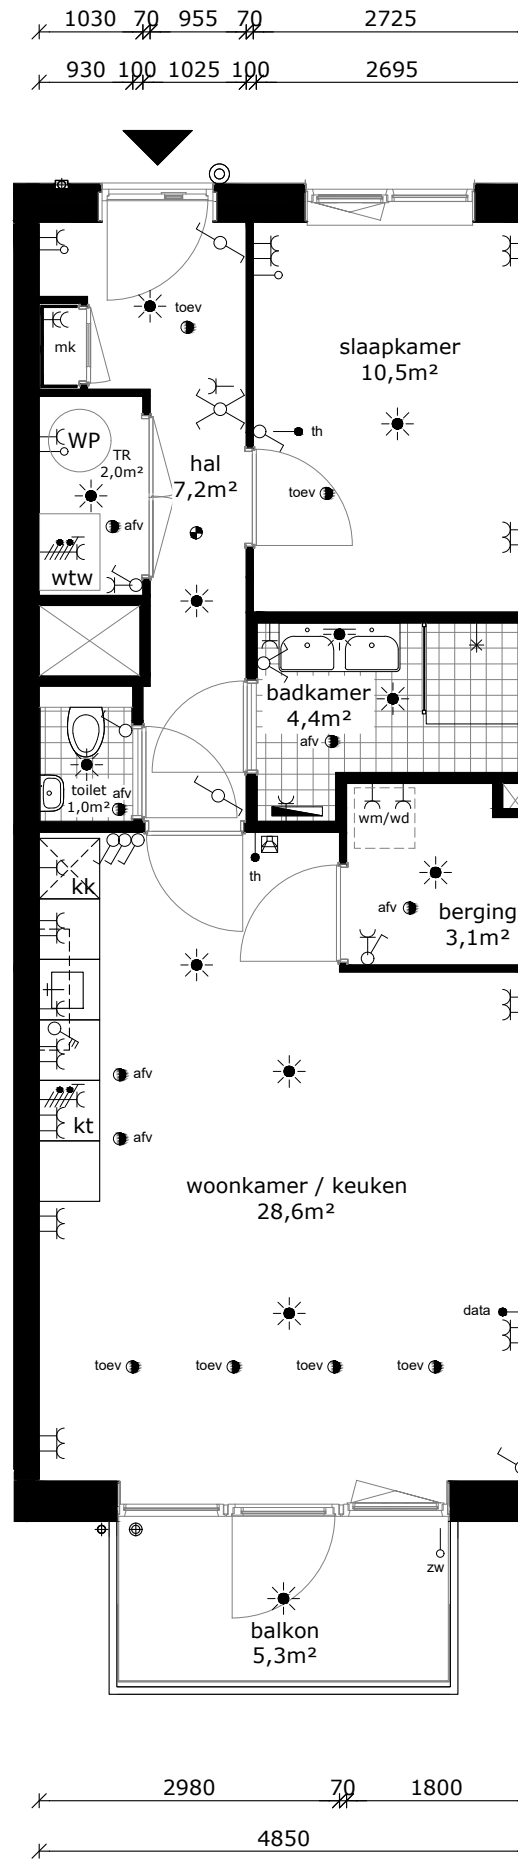 1030 70 955 70 2725
930 100 1025 100 2695
toev
mk
slaapkamer
10,5m²
WP
TR
2,0m²
hal
7,2m²
th
toev
afv
wtw
badkamer
4,4m²
afv
toilet
1,0m²
afv
wm/wd
th
kk
afv
berging
3,1m²
afv
kt
afv
woonkamer / keuken
28,6m²
data
toev toev toev toev
zw
balkon
5,3m²
2980 70 1800
4850